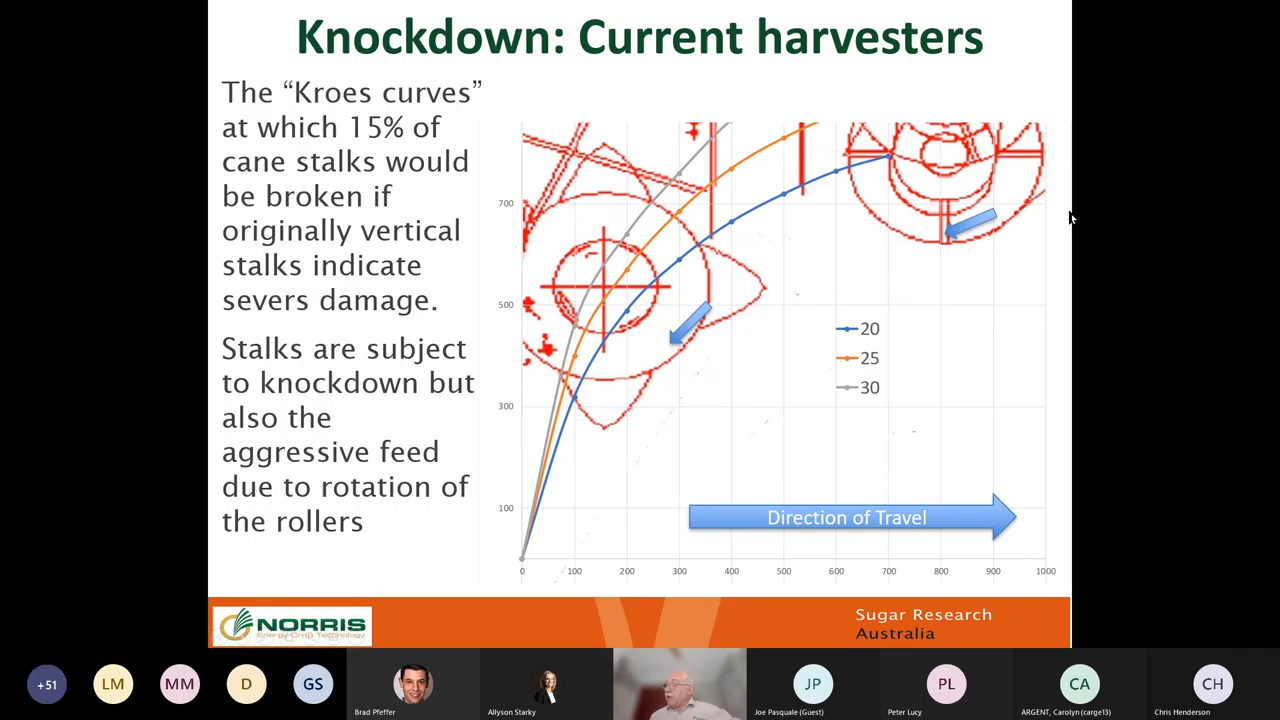 Knockdown: Current harvesters
The “Kroes curves”
at which 15% of
cane stalks would
be broken if
originally vertical
stalks indicate
severs damage.
Stalks are subject
to knockdown but
also the
aggressive feed
due to rotation of
the rollers
700
500
300
100
0
100
200
300
400
500
600
700
800
900
1000
20
25
30
Direction of Travel
NORRIS
Energy Crop Technology
Sugar Research
Australia
+51
LM
MM
D
GS
JP
PL
CA
CH
Brad Pfeffer
Allyson Starky
Joe Pasquale (Guest)
Peter Lucy
ARGENT, Carolyn (carge13)
Chris Henderson